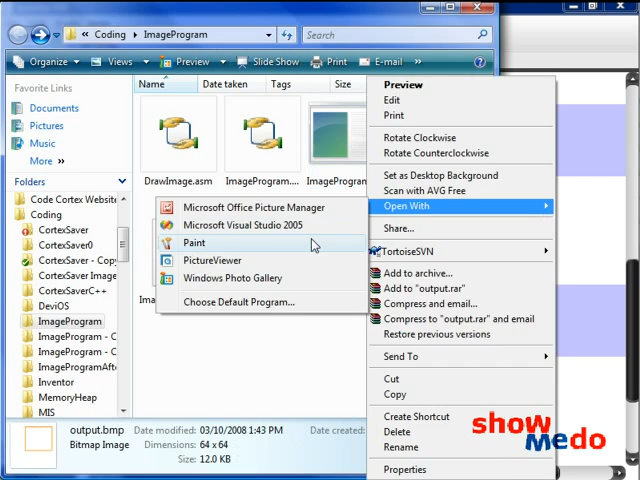 Coding ▸ ImageProgram
Search
Organize Views Preview Slide Show Print E-mail
Favorite Links
Documents
Pictures
Music
More »
Folders
Code Cortex Website
Coding
CortexSaver
CortexSaver0
CortexSaver - Copy
CortexSaver Image
CortexSaverC++
DeviOS
ImageProgram
ImageProgram - C
ImageProgram - C
ImageProgramAfte
Inventor
MemoryHeap
MIS
Name Date taken Tags Size
DrawImage.asm
ImageProgram....
ImageProgram
Ima
Microsoft Office Picture Manager
Microsoft Visual Studio 2005
Paint
PictureViewer
Windows Photo Gallery
Choose Default Program...
Preview
Edit
Print
Rotate Clockwise
Rotate Counterclockwise
Set as Desktop Background
Scan with AVG Free
Open With
Share...
TortoiseSVN
Add to archive...
Add to "output.rar"
Compress and email...
Compress to "output.rar" and email
Restore previous versions
Send To
Cut
Copy
Create Shortcut
Delete
Rename
Properties
output.bmp
Bitmap Image
Date modified: 03/10/2008 1:43 PM
Dimensions: 64 x 64
Size: 12.0 KB
Date created:
show
medo